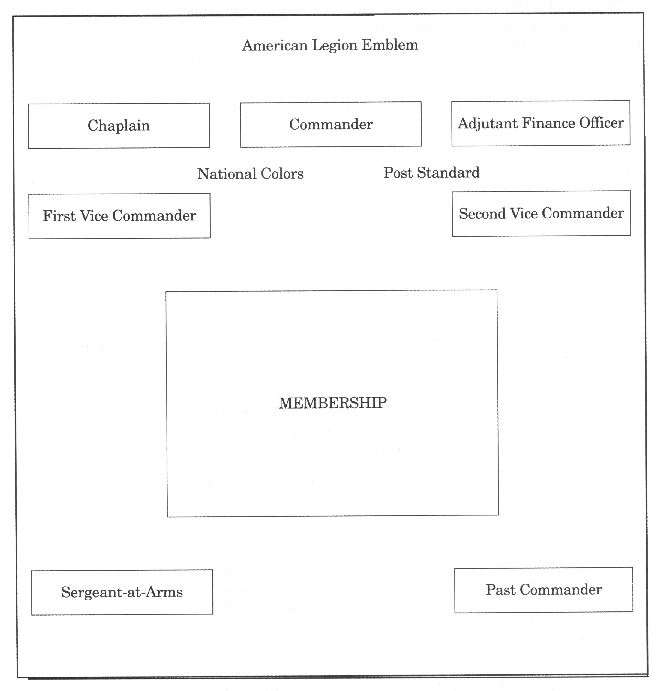 American Legion Emblem
Chaplain
Commander
Adjutant Finance Officer
National Colors
Post Standard
First Vice Commander
Second Vice Commander
MEMBERSHIP
Sergeant-at-Arms
Past Commander